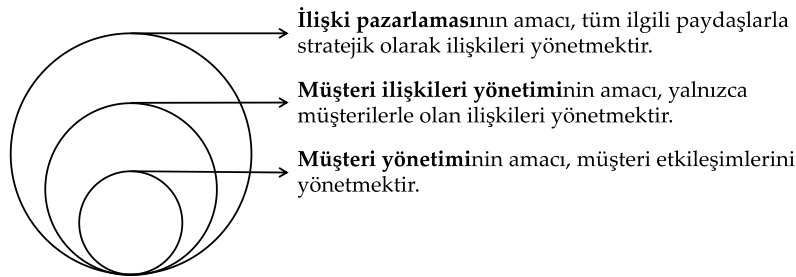 İlişki pazarlamasının amacı, tüm ilgili paydaşlarla
stratejik olarak ilişkileri yönetmektir.
Müşteri ilişkileri yönetiminin amacı, yalnızca
müşterilerle olan ilişkileri yönetmektir.
Müşteri yönetiminin amacı, müşteri etkileşimlerini
yönetmektir.